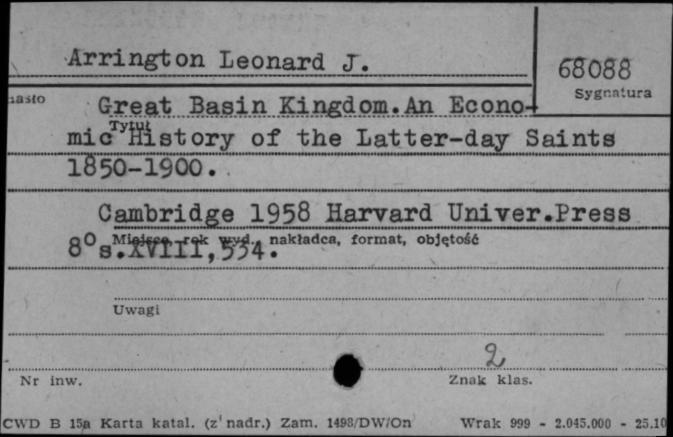 Arrington Leonard J.
68088
Sygnatura
Great Basin Kingdom.An Econo-
Tytuł
mic History of the Latter-day Saints
1850-1900.
Cambridge 1958 Harvard Univer.Press
Miejsce, rok wyd., nakładca, format, objętość
8° s.XVIII,534.
Uwagi
2
Nr inw.
Znak klas.
CWD B 15a Karta katal. (z nadr.) Zam. 1498/DW/On Wrak 999 - 2.045.000 - 25.10